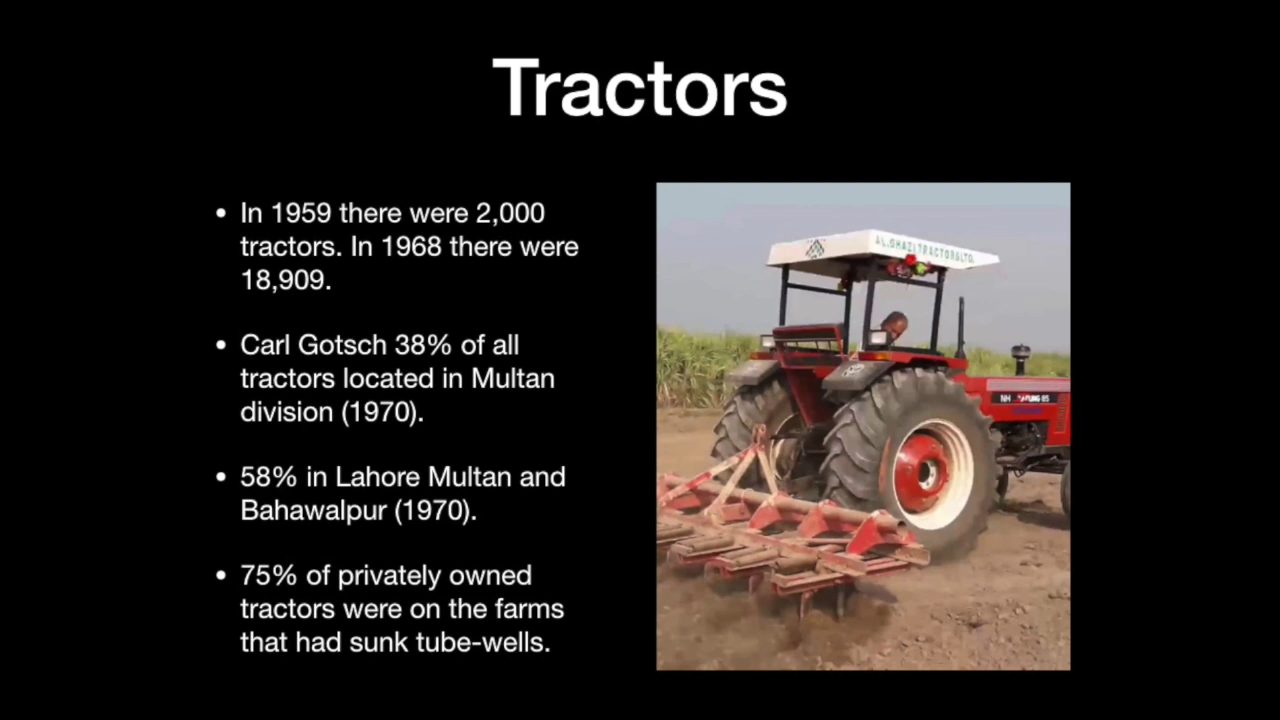 Tractors
• In 1959 there were 2,000
tractors. In 1968 there were
18,909.
• Carl Gotsch 38% of all
tractors located in Multan
division (1970).
• 58% in Lahore Multan and
Bahawalpur (1970).
• 75% of privately owned
tractors were on the farms
that had sunk tube-wells.
AL-GHAZI TRACTORS LTD.
NH
85